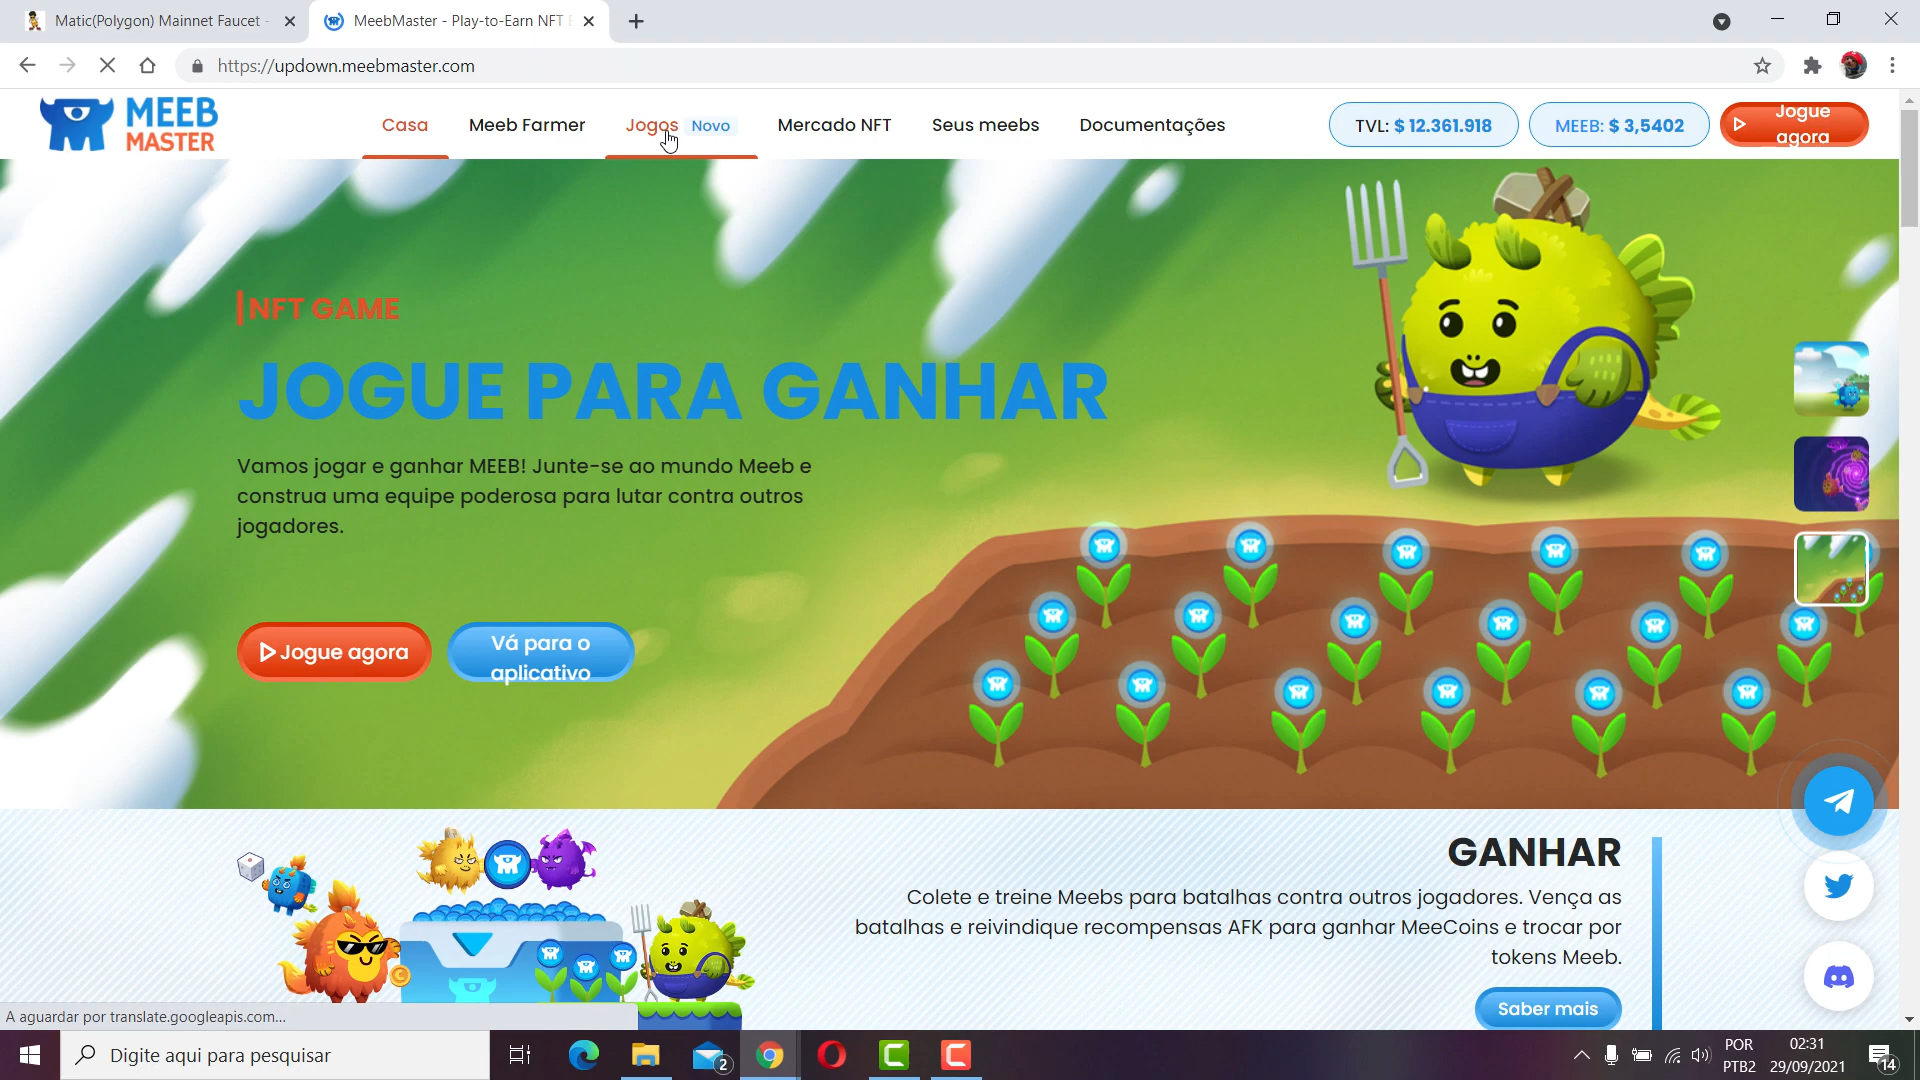 Matic(Polygon) Mainnet Faucet -
MeebMaster - Play-to-Earn NFT
https://updown.meebmaster.com
MEEB
MASTER
Casa
Meeb Farmer
Jogos Novo
Mercado NFT
Seus meebs
Documentações
TVL: $ 12.361.918
MEEB: $ 3,5402
Jogue
agora
NFT GAME
JOGUE PARA GANHAR
Vamos jogar e ganhar MEEB! Junte-se ao mundo Meeb e
construa uma equipe poderosa para lutar contra outros
jogadores.
Jogue agora
Vá para o
aplicativo
GANHAR
Colete e treine Meebs para batalhas contra outros jogadores. Vença as
batalhas e reivindique recompensas AFK para ganhar MeeCoins e trocar por
tokens Meeb.
Saber mais
A aguardar por translate.googleapis.com...
Digite aqui para pesquisar
2
POR
PTB2
02:31
29/09/2021
14